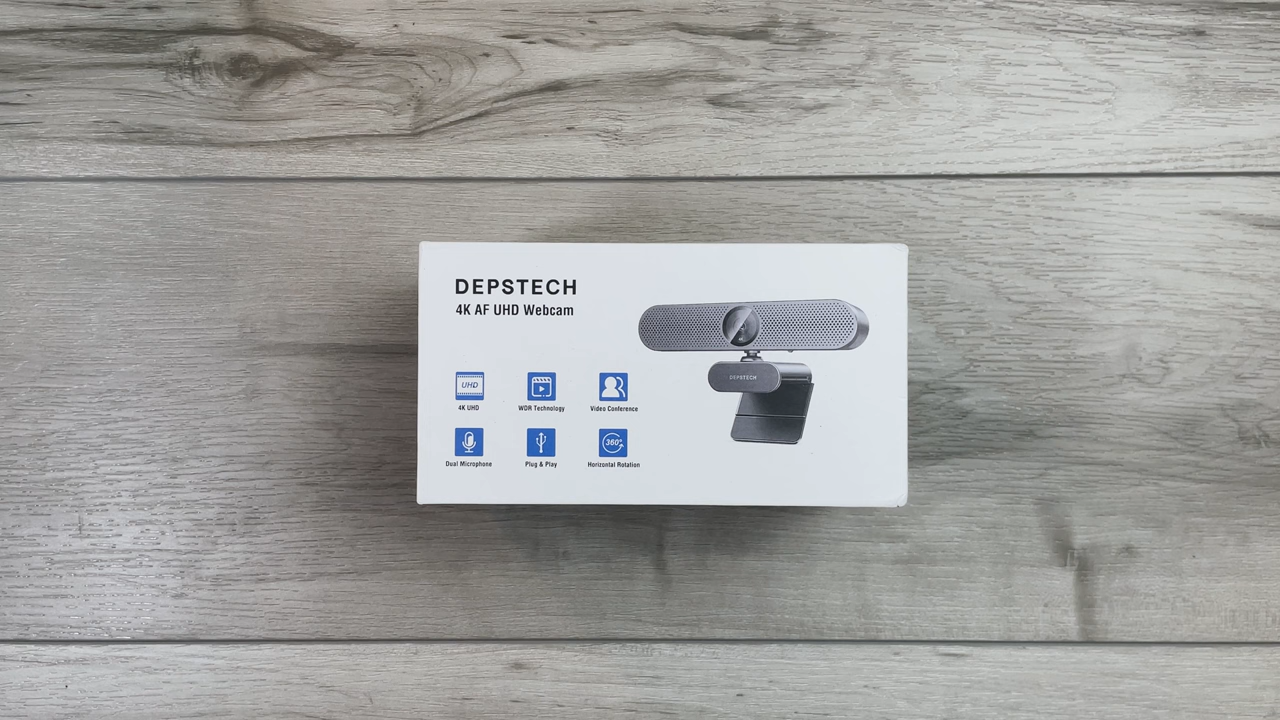 DEPSTECH
4K AF UHD Webcam
UHD
4K UHD
WDR Technology
Video Conference
Dual Microphone
Plug & Play
360°
Horizontal Rotation
DEPSTECH